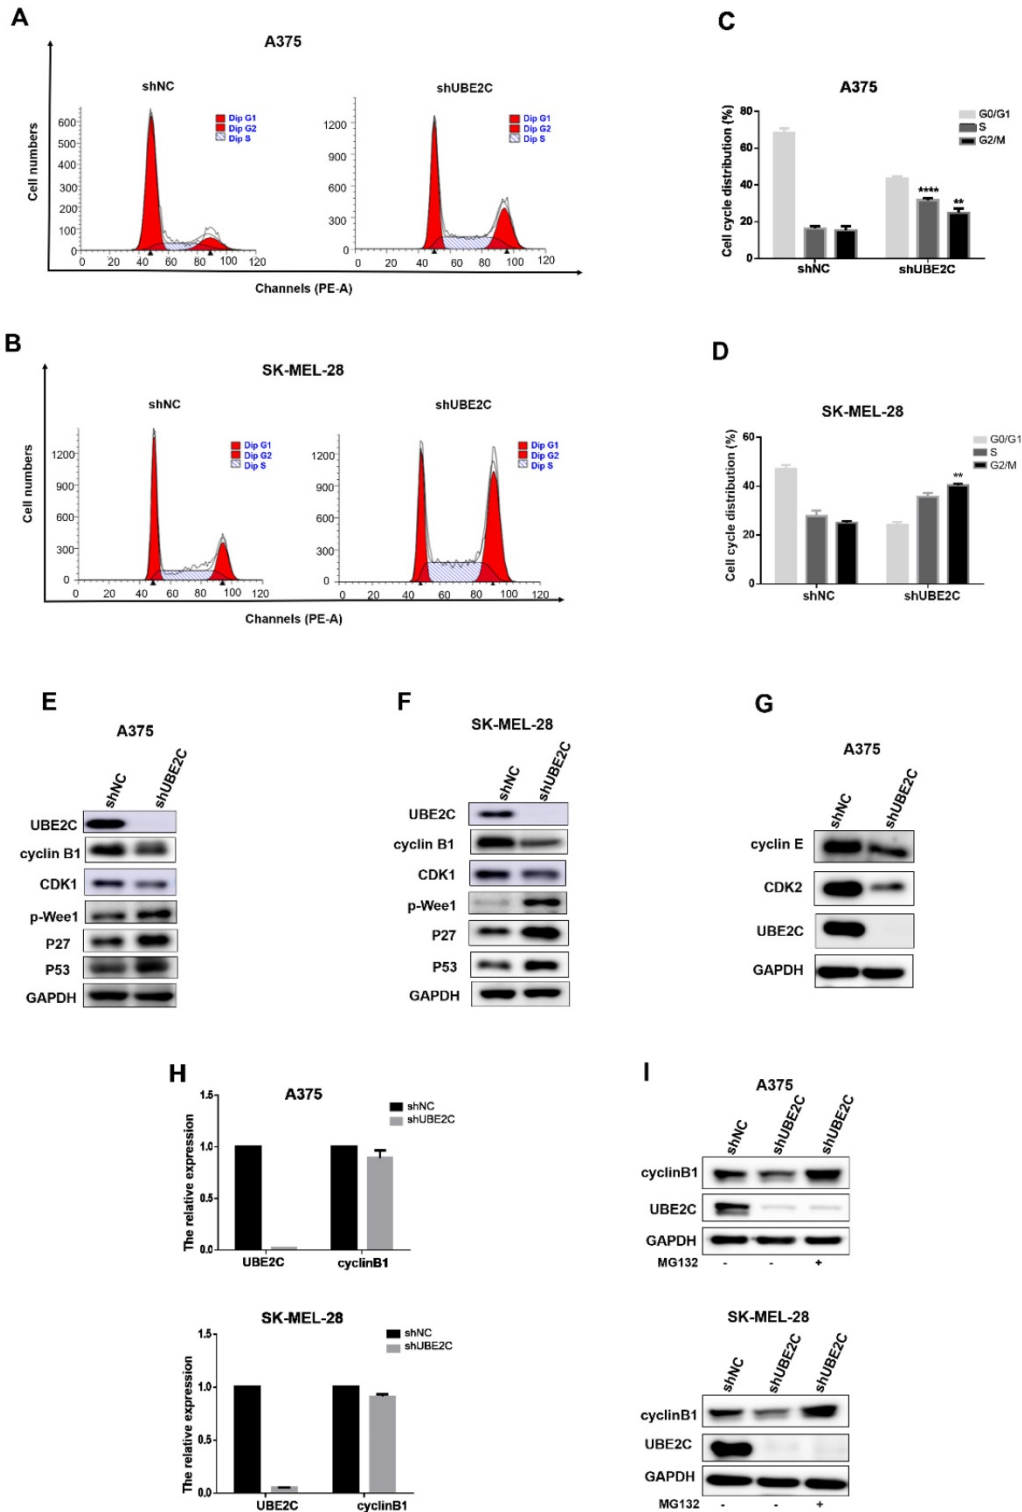 A
A375
shNC
shUBE2C
Cell numbers
600
500
400
300
200
100
0
Dip G1
Dip G2
Dip S
0 20 40 60 80 100 120
1200
900
600
300
0
Dip G1
Dip G2
Dip S
0 20 40 60 80 100 120
Channels (PE-A)
C
A375
Cell cycle distribution (%)
80
60
40
20
0
G0/G1
S
G2/M
****
**
shNC shUBE2C
B
SK-MEL-28
shNC
shUBE2C
Cell numbers
1200
900
600
300
0
Dip G1
Dip G2
Dip S
0 20 40 60 80 100 120
1200
900
600
300
0
Dip G1
Dip G2
Dip S
0 20 40 60 80 100 120
Channels (PE-A)
D
SK-MEL-28
Cell cycle distribution (%)
60
40
20
0
G0/G1
S
G2/M
**
shNC shUBE2C
E
A375
shNC shUBE2C
UBE2C
cyclin B1
CDK1
p-Wee1
P27
P53
GAPDH
F
SK-MEL-28
shNC shUBE2C
UBE2C
cyclin B1
CDK1
p-Wee1
P27
P53
GAPDH
G
A375
shNC shUBE2C
cyclin E
CDK2
UBE2C
GAPDH
H
A375
The relative expression
1.5
1.0
0.5
0.0
shNC
shUBE2C
UBE2C cyclinB1
SK-MEL-28
The relative expression
1.5
1.0
0.5
0.0
shNC
shUBE2C
UBE2C cyclinB1
I
A375
shNC shUBE2C shUBE2C
cyclinB1
UBE2C
GAPDH
MG132 - - +
SK-MEL-28
shNC shUBE2C shUBE2C
cyclinB1
UBE2C
GAPDH
MG132 - - +